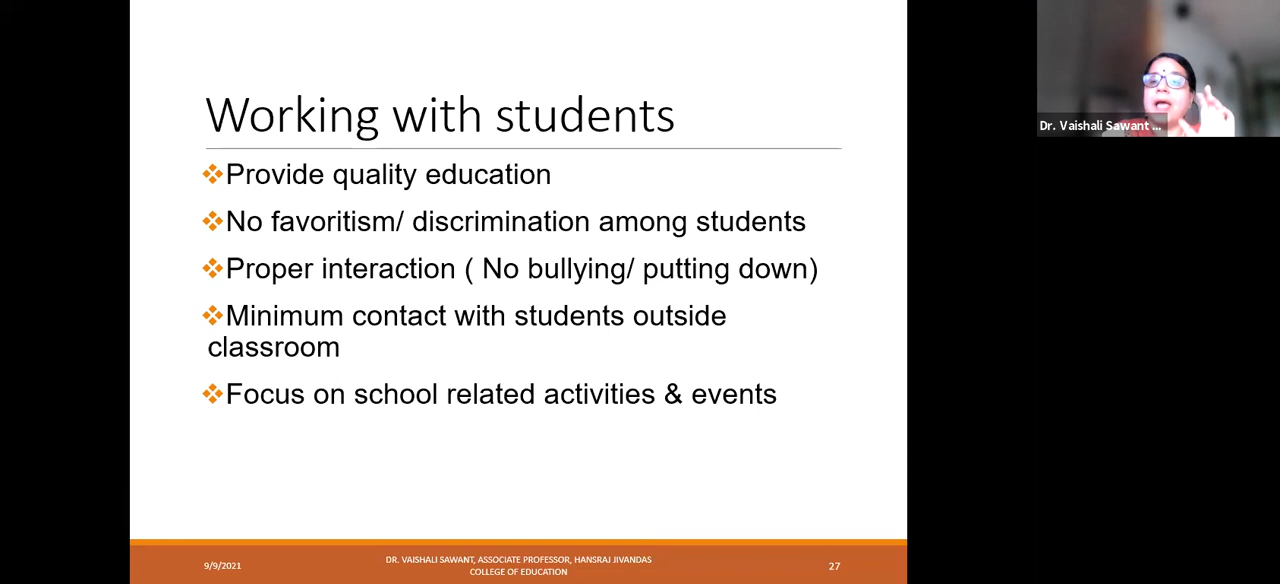 Working with students
Provide quality education
No favoritism/ discrimination among students
Proper interaction ( No bullying/ putting down)
Minimum contact with students outside
classroom
Focus on school related activities & events
9/9/2021
DR. VAISHALI SAWANT, ASSOCIATE PROFESSOR, HANSRAJ JIVANDAS
COLLEGE OF EDUCATION
27
Dr. Vaishali Sawant ...